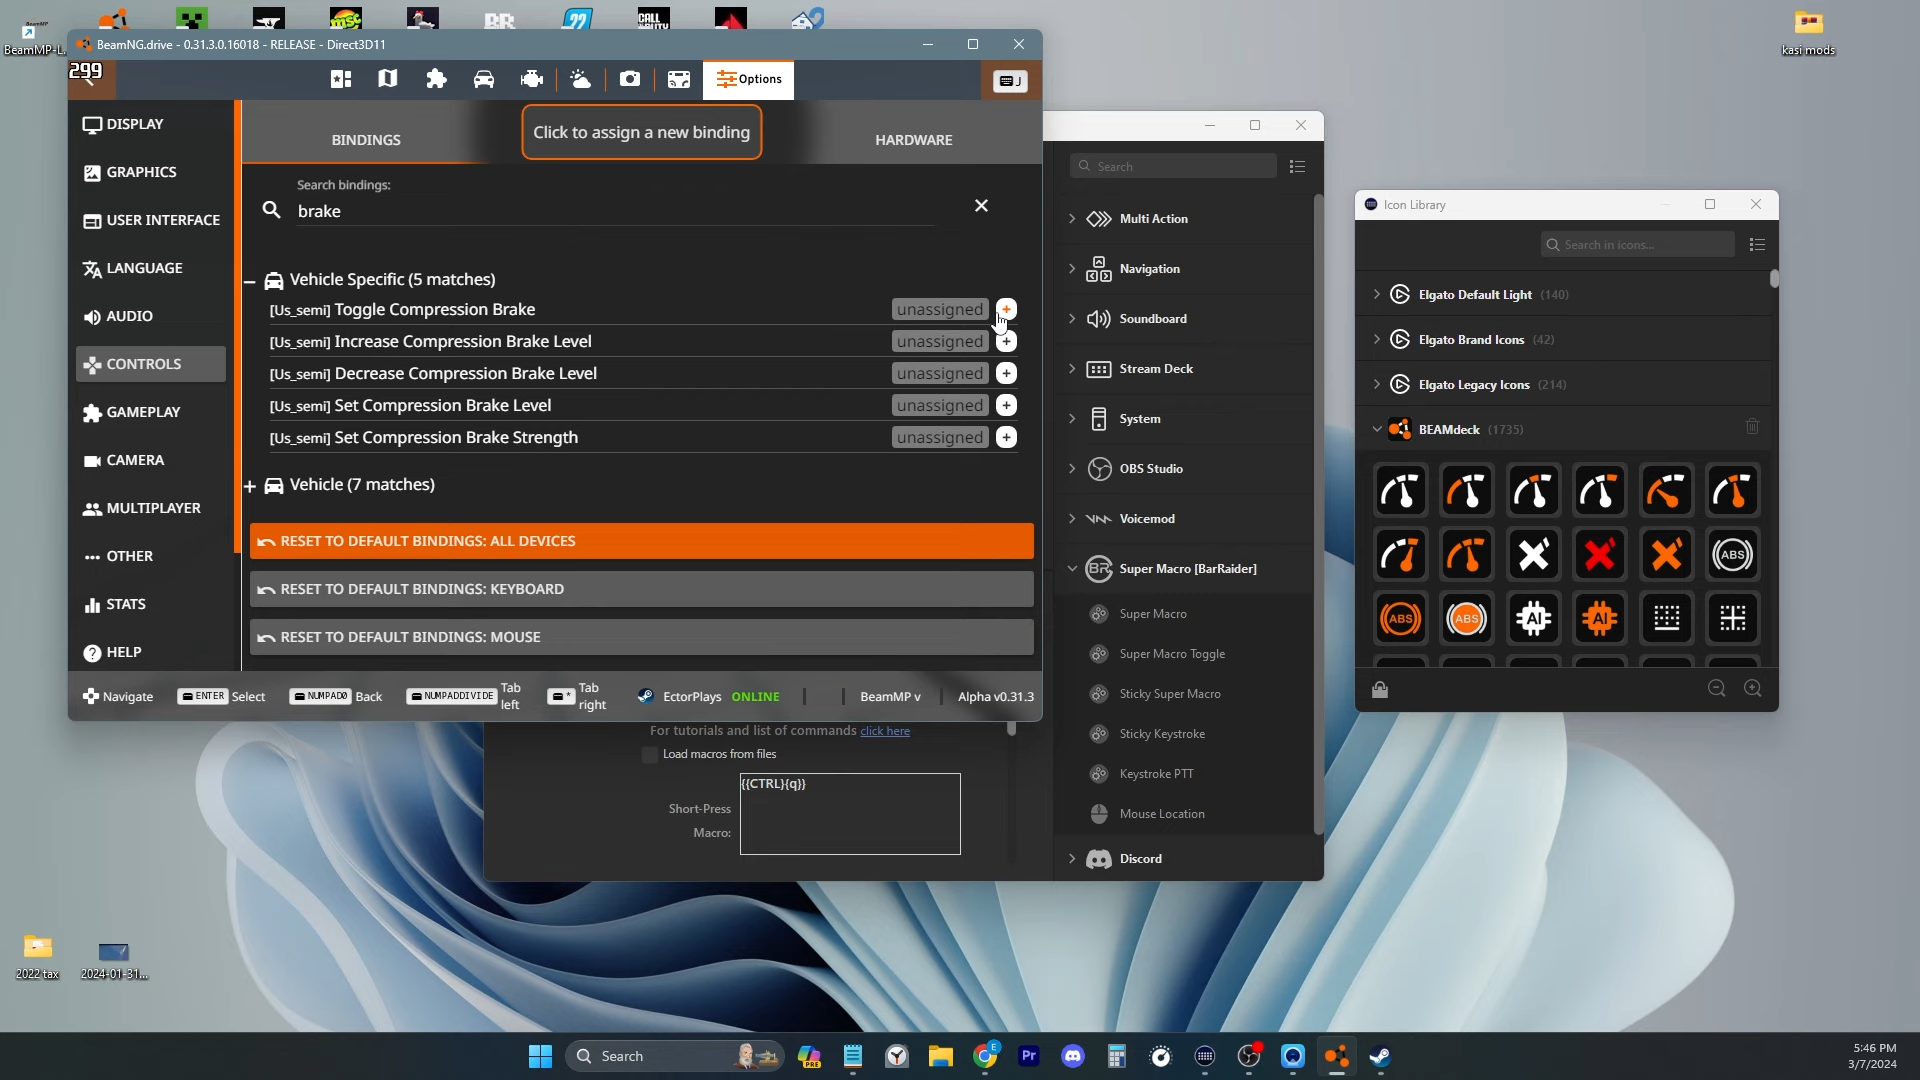 BeamMP-L...
kasi mods
BeamNG.drive - 0.31.3.0.16018 - RELEASE - Direct3D11
299
Options
J
DISPLAY
GRAPHICS
USER INTERFACE
LANGUAGE
AUDIO
CONTROLS
GAMEPLAY
CAMERA
MULTIPLAYER
OTHER
STATS
HELP
BINDINGS
Click to assign a new binding
HARDWARE
Search bindings:
brake
Vehicle Specific (5 matches)
[Us_semi] Toggle Compression Brake unassigned
[Us_semi] Increase Compression Brake Level unassigned
[Us_semi] Decrease Compression Brake Level unassigned
[Us_semi] Set Compression Brake Level unassigned
[Us_semi] Set Compression Brake Strength unassigned
Vehicle (7 matches)
RESET TO DEFAULT BINDINGS: ALL DEVICES
RESET TO DEFAULT BINDINGS: KEYBOARD
RESET TO DEFAULT BINDINGS: MOUSE
Navigate ENTER Select NUMPAD0 Back NUMPADDIVIDE Tab left * Tab right EctorPlays ONLINE BeamMP v Alpha v0.31.3
For tutorials and list of commands click here
Load macros from files
Short-Press
Macro:
{{CTRL}{q}}
Search
Multi Action
Navigation
Soundboard
Stream Deck
System
OBS Studio
Voicemod
Super Macro [BarRaider]
Super Macro
Super Macro Toggle
Sticky Super Macro
Sticky Keystroke
Keystroke PTT
Mouse Location
Discord
Icon Library
Search in icons...
Elgato Default Light (140)
Elgato Brand Icons (42)
Elgato Legacy Icons (214)
BEAMdeck (1735)
ABS
ABS
ABS
AI
AI
2022 tax
2024-01-31...
Search
PRE
Pr
5:46 PM
3/7/2024